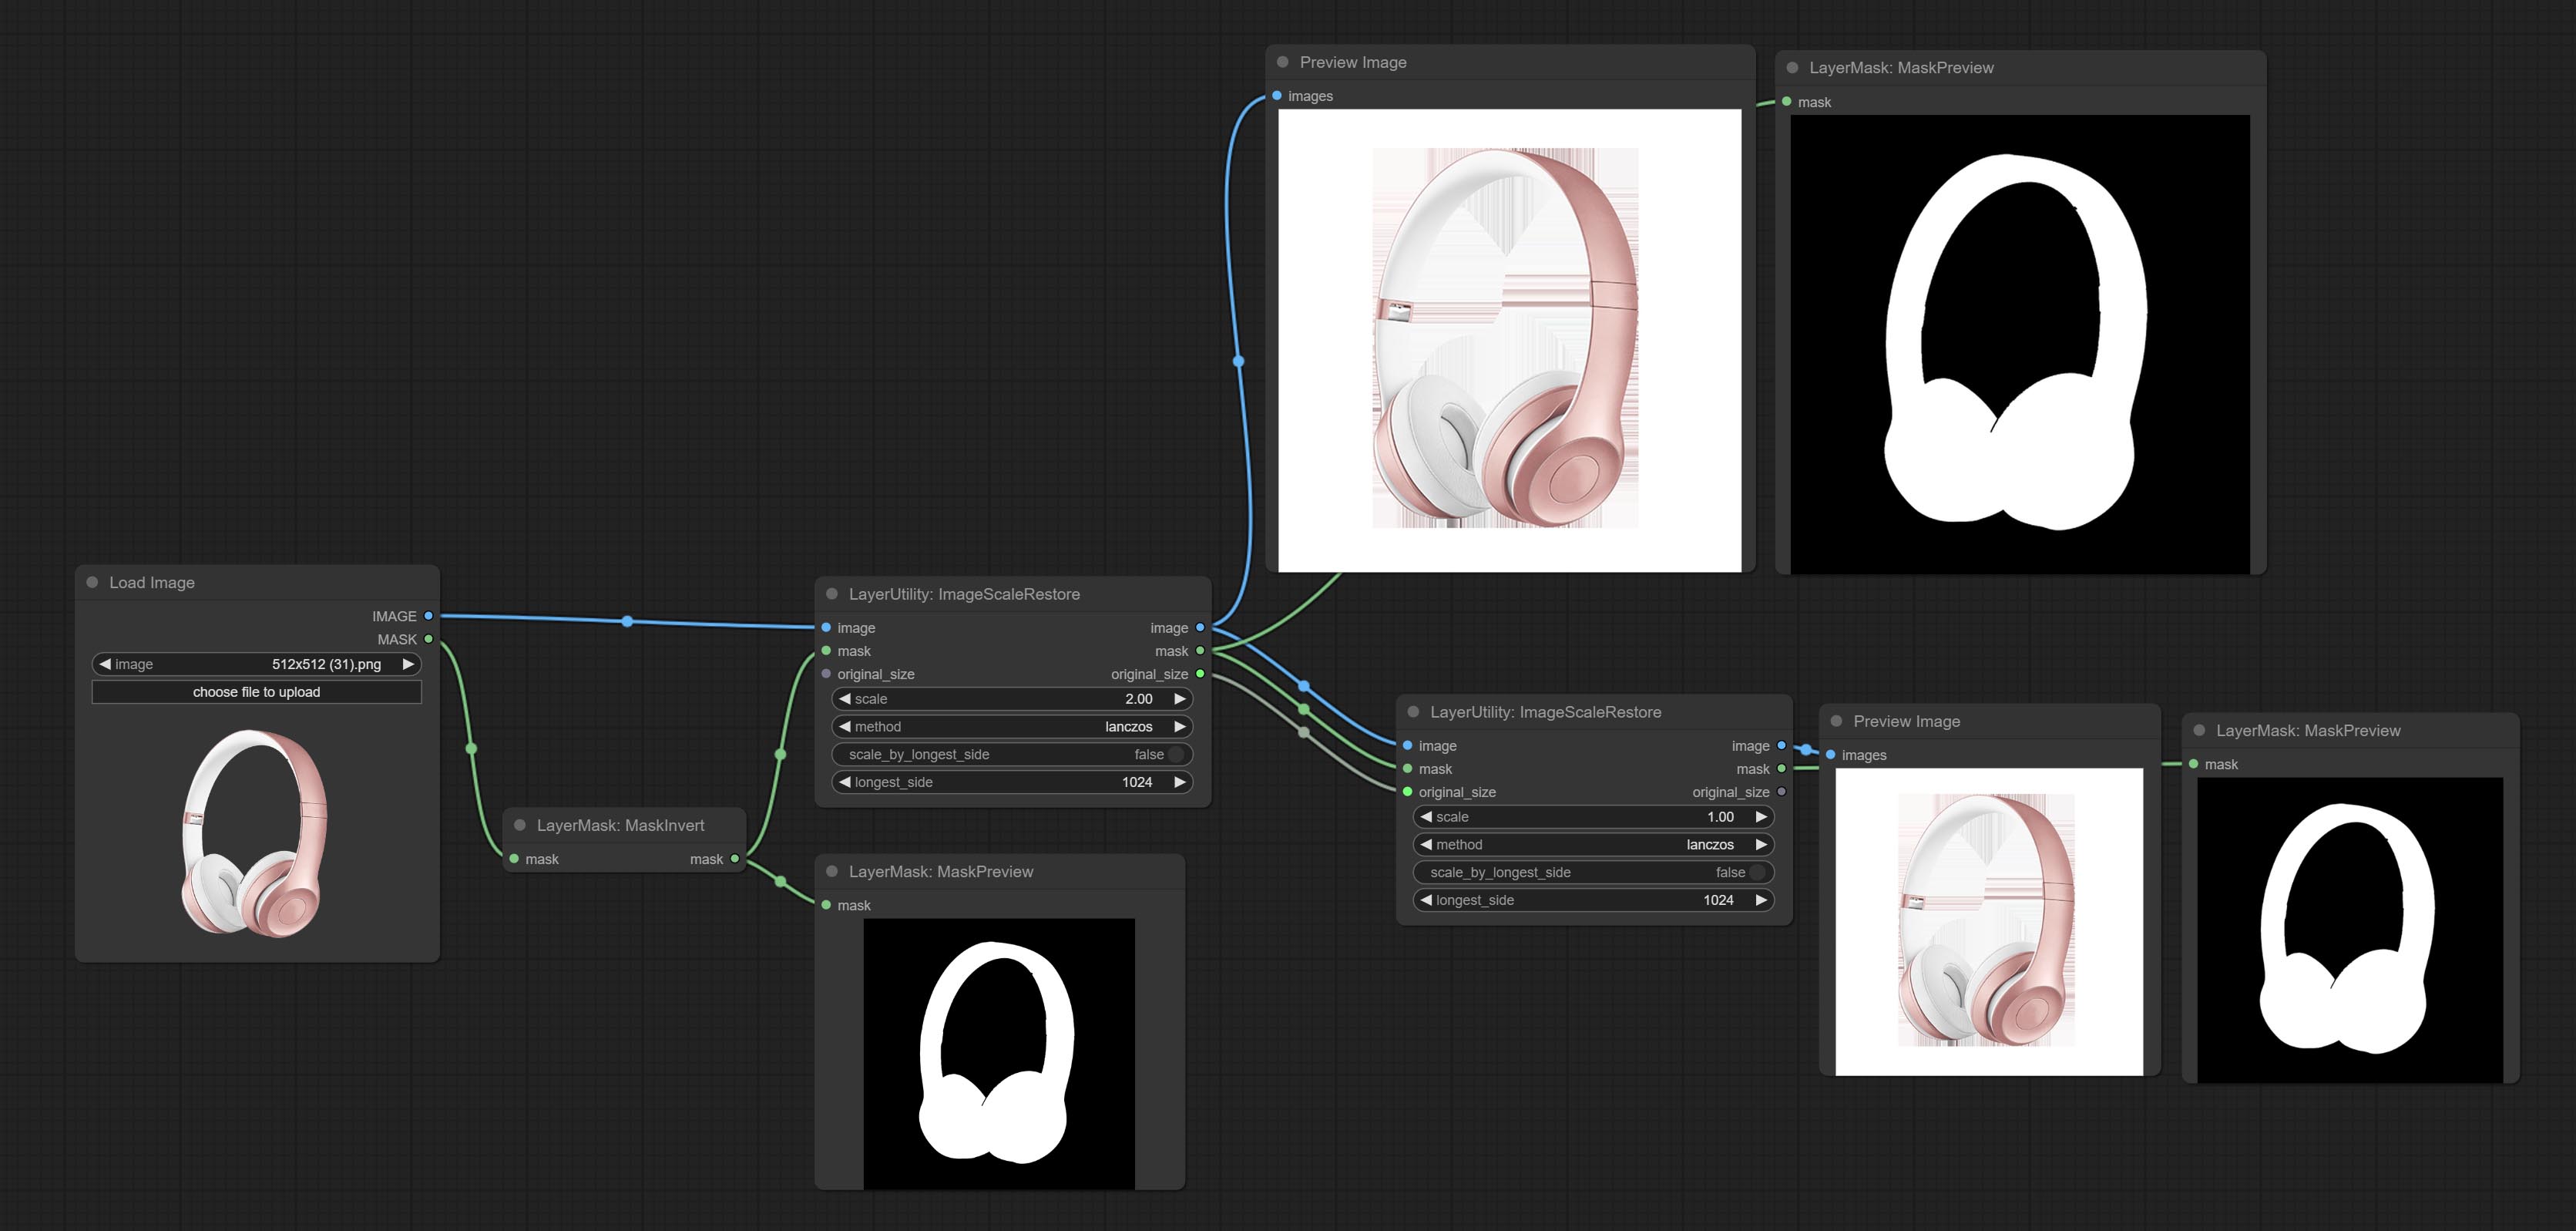 Load Image
IMAGE
MASK
image 512x512 (31).png
choose file to upload
LayerMask: MaskInvert
mask mask
LayerUtility: ImageScaleRestore
image image
mask mask
original_size original_size
scale 2.00
method lanczos
scale_by_longest_side false
longest_side 1024
LayerMask: MaskPreview
mask
Preview Image
images
LayerMask: MaskPreview
mask
LayerUtility: ImageScaleRestore
image image
mask mask
original_size original_size
scale 1.00
method lanczos
scale_by_longest_side false
longest_side 1024
Preview Image
images
LayerMask: MaskPreview
mask